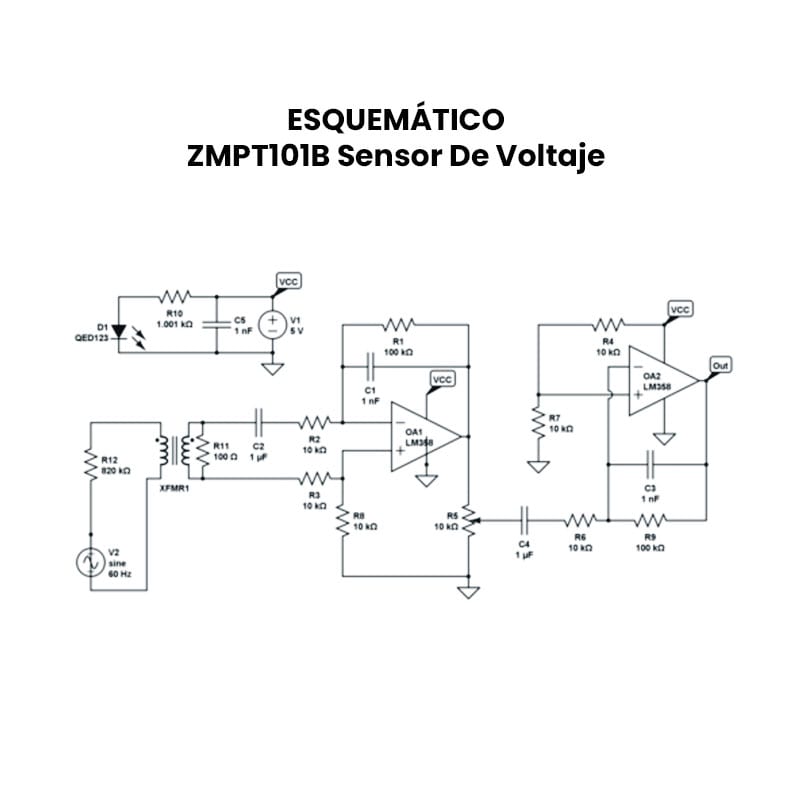 ESQUEMÁTICO
ZMPT101B Sensor De Voltaje
VCC
R10
1.001 kΩ
C5
1 nF
V1
5 V
D1
QED123
R1
100 kΩ
C1
1 nF
VCC
OA1
LM358
R2
10 kΩ
C2
1 µF
R11
100 Ω
R12
820 kΩ
XFMR1
R3
10 kΩ
R8
10 kΩ
R5
10 kΩ
V2
sine
60 Hz
VCC
R4
10 kΩ
OA2
LM358
Out
R7
10 kΩ
C3
1 nF
C4
1 µF
R6
10 kΩ
R9
100 kΩ